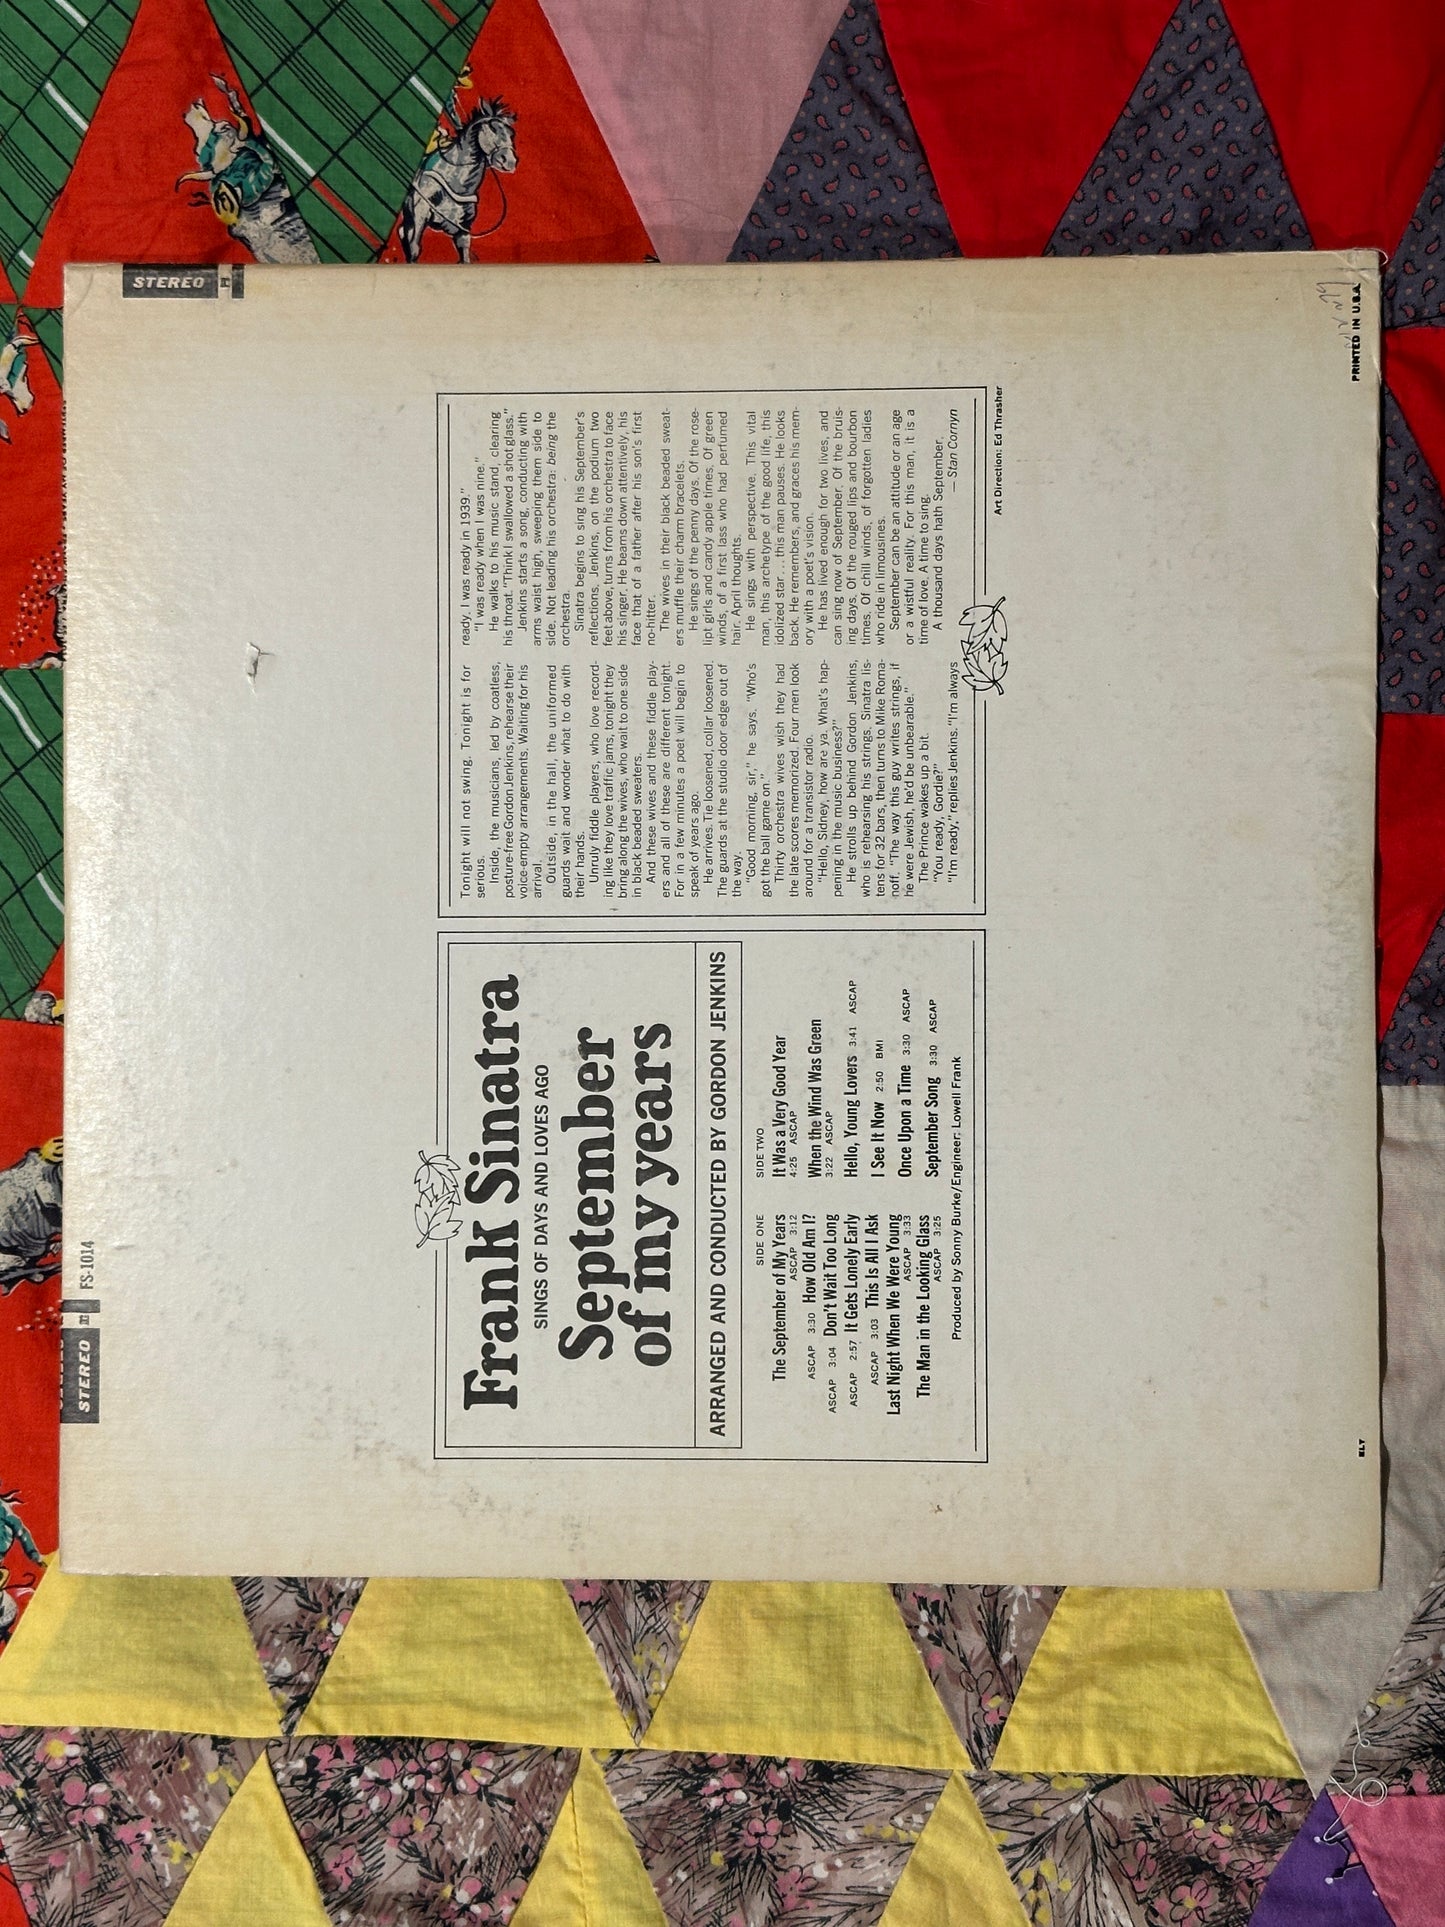 STEREO
FS-1014
STEREO
Frank Sinatra
SINGS OF DAYS AND LOVES AGO
September
of my years
ARRANGED AND CONDUCTED BY GORDON JENKINS
SIDE ONE
The September of My Years
ASCAP 3:12
ASCAP 3:30 How Old Am I?
ASCAP 3:04 Don't Wait Too Long
ASCAP 2:57 It Gets Lonely Early
ASCAP 3:03 This Is All I Ask
Last Night When We Were Young
ASCAP 3:33
The Man in the Looking Glass
ASCAP 3:25
SIDE TWO
It Was a Very Good Year
4:25 ASCAP
When the Wind Was Green
3:22 ASCAP
Hello, Young Lovers 3:41 ASCAP
I See It Now 2:50 BMI
Once Upon a Time 3:30 ASCAP
September Song 3:30 ASCAP
Produced by Sonny Burke/Engineer: Lowell Frank
Tonight will not swing. Tonight is for
serious.
Inside, the musicians, led by coatless,
posture-free Gordon Jenkins, rehearse their
voice-empty arrangements. Waiting for his
arrival.
Outside, in the hall, the uniformed
guards wait and wonder what to do with
their hands.
Unruly fiddle players, who love record-
ing like they love traffic jams, tonight they
bring along the wives, who wait to one side
in black beaded sweaters.
And these wives and these fiddle play-
ers and all of these are different tonight.
For in a few minutes a poet will begin to
speak of years ago.
He arrives. Tie loosened, collar loosened.
The guards at the studio door edge out of
the way.
"Good morning, sir," he says. "Who's
got the ball game on."
Thirty orchestra wives wish they had
the late scores memorized. Four men look
around for a transistor radio.
"Hello, Sidney, how are ya. What's hap-
pening in the music business?"
He strolls up behind Gordon Jenkins,
who is rehearsing his strings. Sinatra lis-
tens for 32 bars, then turns to Mike Roma-
noff. "The way this guy writes strings, if
he were Jewish, he'd be unbearable."
The Prince wakes up a bit.
"You ready, Gordie?"
"I'm ready," replies Jenkins. "I'm always
ready. I was ready in 1939."
"I was ready when I was nine."
He walks to his music stand, clearing
his throat. "Think I swallowed a shot glass."
Jenkins starts a song, conducting with
arms waist high, sweeping them side to
side. Not leading his orchestra: being the
orchestra.
Sinatra begins to sing his September's
reflections. Jenkins, on the podium two
feet above, turns from his orchestra to face
his singer. He beams down attentively, his
face that of a father after his son's first
no-hitter.
The wives in their black beaded sweat-
ers muffle their charm bracelets.
He sings of the penny days. Of the rose-
lipt girls and candy apple times. Of green
winds, of a first lass who had perfumed
hair. April thoughts.
He sings with perspective. This vital
man, this archetype of the good life, this
idolized star...this man pauses. He looks
back. He remembers, and graces his mem-
ory with a poet's vision.
He has lived enough for two lives, and
can sing now of September. Of the bruis-
ing days. Of the rouged lips and bourbon
times. Of chill winds, of forgotten ladies
who ride in limousines.
September can be an attitude or an age
or a wistful reality. For this man, it is a
time of love. A time to sing.
A thousand days hath September.
— Stan Cornyn
Art Direction: Ed Thrasher
ELT
PRINTED IN U.S.A.